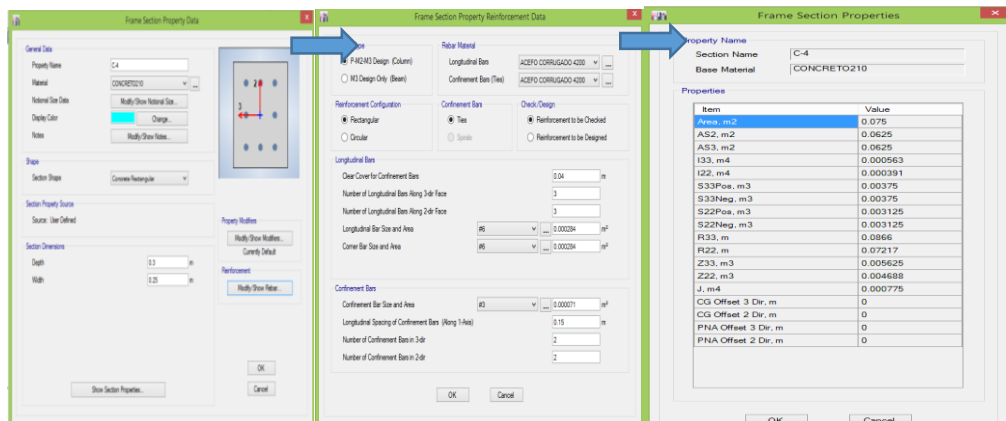 Frame Section Property Data
General Data
Property Name C-4
Material CONCRETO210 ...
Notional Size Data Modify/Show Notional Size...
Display Color Change...
Notes Modify/Show Notes...
2
3
Shape
Section Shape Concrete Rectangular
Section Property Source
Source: User Defined
Section Dimensions
Depth 0.3 m
Width 0.25 m
Property Modifiers
Modify/Show Modifiers...
Currently Default
Reinforcement
Modify/Show Rebar...
OK
Show Section Properties...
Cancel
Frame Section Property Reinforcement Data
P-M2-M3 Design (Column)
M3 Design Only (Beam)
Rebar Material
Longitudinal Bars ACEFO CORRUGADO 4200 ...
Confinement Bars (Ties) ACEFO CORRUGADO 4200 ...
Reinforcement Configuration
Rectangular
Circular
Confinement Bars
Ties
Spirals
Check/Design
Reinforcement to be Checked
Reinforcement to be Designed
Longitudinal Bars
Clear Cover for Confinement Bars 0.04 m
Number of Longitudinal Bars Along 3-dir Face 3
Number of Longitudinal Bars Along 2-dir Face 3
Longitudinal Bar Size and Area #6 ... 0.000284 m²
Corner Bar Size and Area #6 ... 0.000284 m²
Confinement Bars
Confinement Bar Size and Area #3 ... 0.000071 m²
Longitudinal Spacing of Confinement Bars (Along 1-Axis) 0.15 m
Number of Confinement Bars in 3-dir 2
Number of Confinement Bars in 2-dir 2
OK Cancel
Frame Section Properties
Property Name
Section Name C-4
Base Material CONCRETO210
Properties
Item Value
Area, m2 0.075
AS2, m2 0.0625
AS3, m2 0.0625
I33, m4 0.000563
I22, m4 0.000391
S33Pos, m3 0.00375
S33Neg, m3 0.00375
S22Pos, m3 0.003125
S22Neg, m3 0.003125
R33, m 0.0866
R22, m 0.07217
Z33, m3 0.005625
Z22, m3 0.004688
J, m4 0.000775
CG Offset 3 Dir, m 0
CG Offset 2 Dir, m 0
PNA Offset 3 Dir, m 0
PNA Offset 2 Dir, m 0
OK Cancel